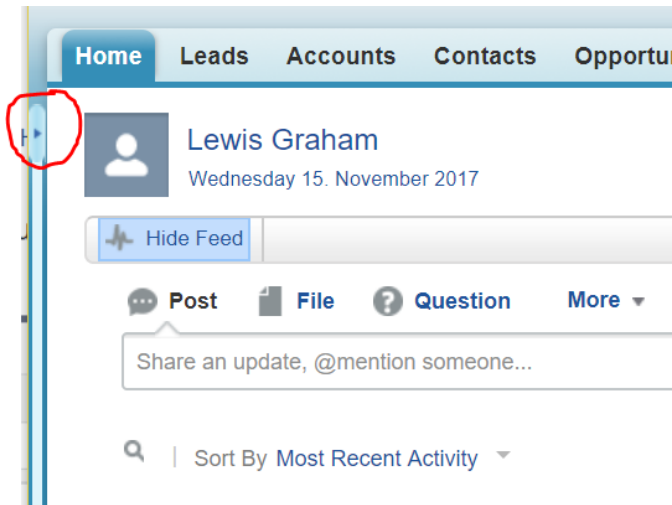 Home Leads Accounts Contacts
Lewis Graham
Wednesday 15. November 2017
Hide Feed
Post File Question More
Share an update, @mention someone...
Sort By Most Recent Activity